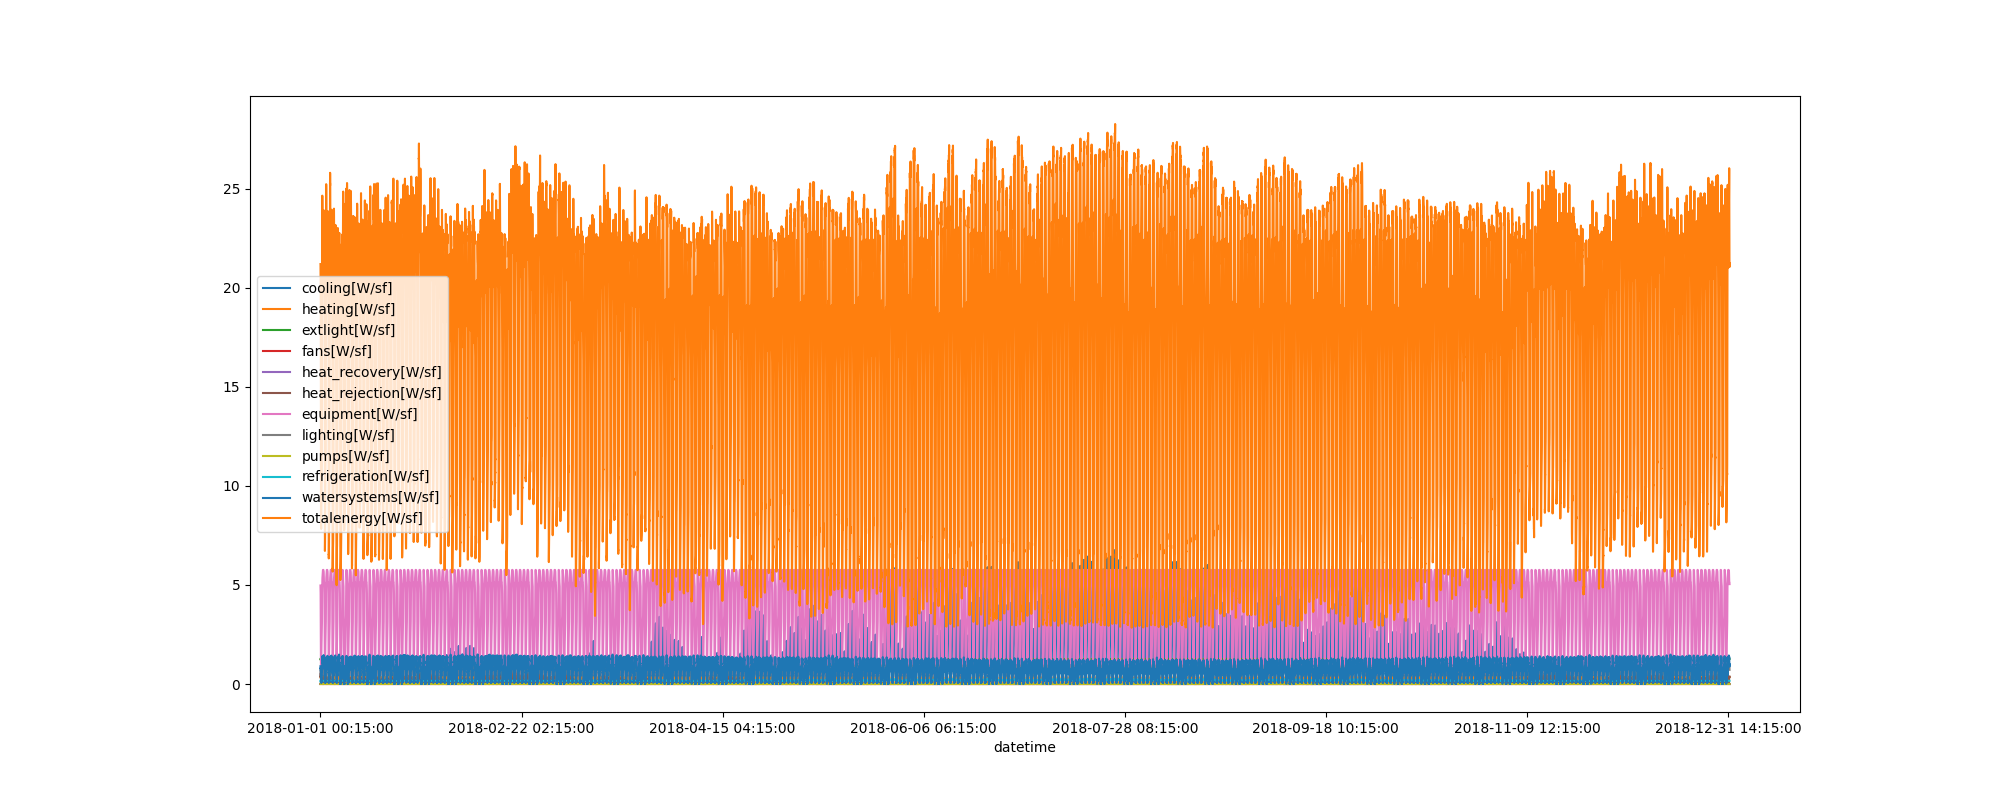 25
20
15
10
5
0
cooling[W/sf]
heating[W/sf]
extlight[W/sf]
fans[W/sf]
heat_recovery[W/sf]
heat_rejection[W/sf]
equipment[W/sf]
lighting[W/sf]
pumps[W/sf]
refrigeration[W/sf]
watersystems[W/sf]
totalenergy[W/sf]
2018-01-01 00:15:00 2018-02-22 02:15:00 2018-04-15 04:15:00 2018-06-06 06:15:00 2018-07-28 08:15:00 2018-09-18 10:15:00 2018-11-09 12:15:00 2018-12-31 14:15:00
datetime